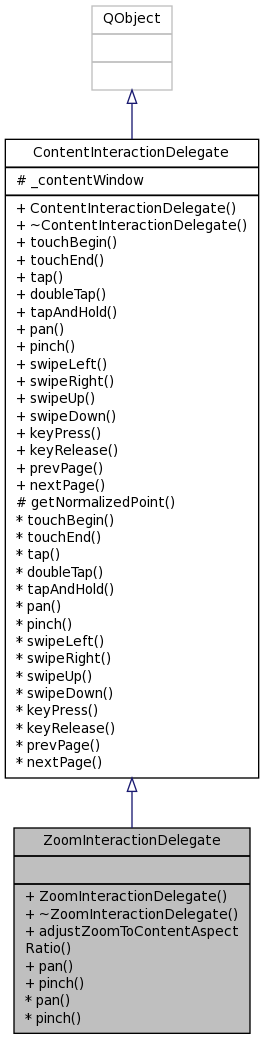 QObject
ContentInteractionDelegate
# _contentWindow
+ ContentInteractionDelegate()
+ ~ContentInteractionDelegate()
+ touchBegin()
+ touchEnd()
+ tap()
+ doubleTap()
+ tapAndHold()
+ pan()
+ pinch()
+ swipeLeft()
+ swipeRight()
+ swipeUp()
+ swipeDown()
+ keyPress()
+ keyRelease()
+ prevPage()
+ nextPage()
# getNormalizedPoint()
* touchBegin()
* touchEnd()
* tap()
* doubleTap()
* tapAndHold()
* pan()
* pinch()
* swipeLeft()
* swipeRight()
* swipeUp()
* swipeDown()
* keyPress()
* keyRelease()
* prevPage()
* nextPage()
ZoomInteractionDelegate
+ ZoomInteractionDelegate()
+ ~ZoomInteractionDelegate()
+ adjustZoomToContentAspect
Ratio()
+ pan()
+ pinch()
* pan()
* pinch()